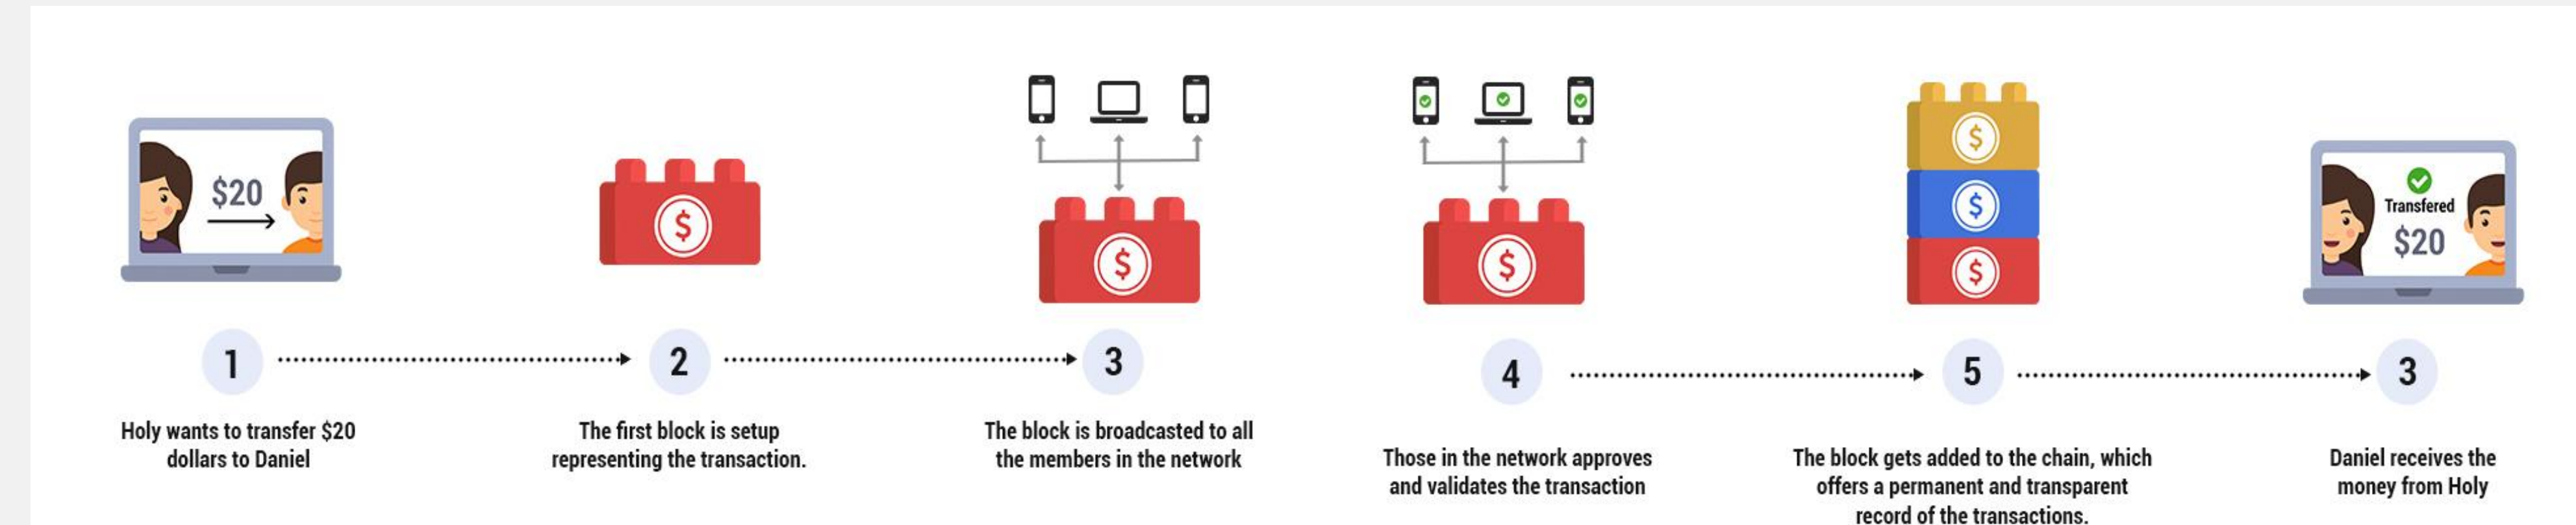 $20
$
$
$
$
$
$
Transfered
$20
1
2
3
4
5
3
Holy wants to transfer $20
dollars to Daniel
The first block is setup
representing the transaction.
The block is broadcasted to all
the members in the network
Those in the network approves
and validates the transaction
The block gets added to the chain, which
offers a permanent and transparent
record of the transactions.
Daniel receives the
money from Holy